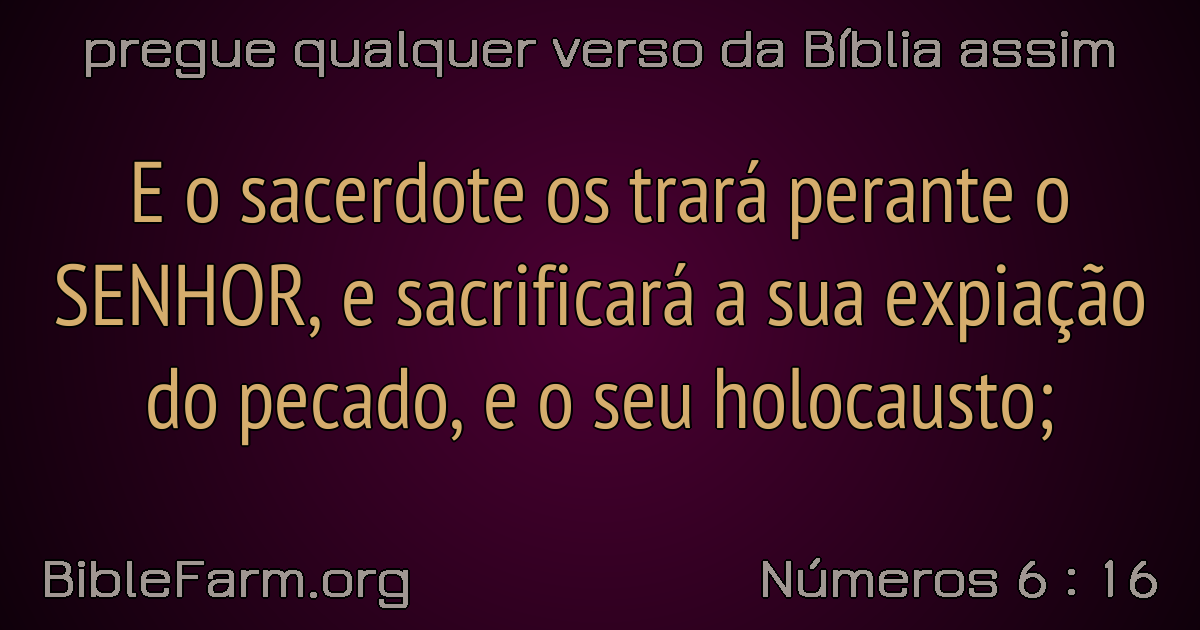 pregue qualquer verso da Bíblia assim
E o sacerdote os trará perante o
SENHOR, e sacrificará a sua expiação
do pecado, e o seu holocausto;
BibleFarm.org
Números 6 : 16